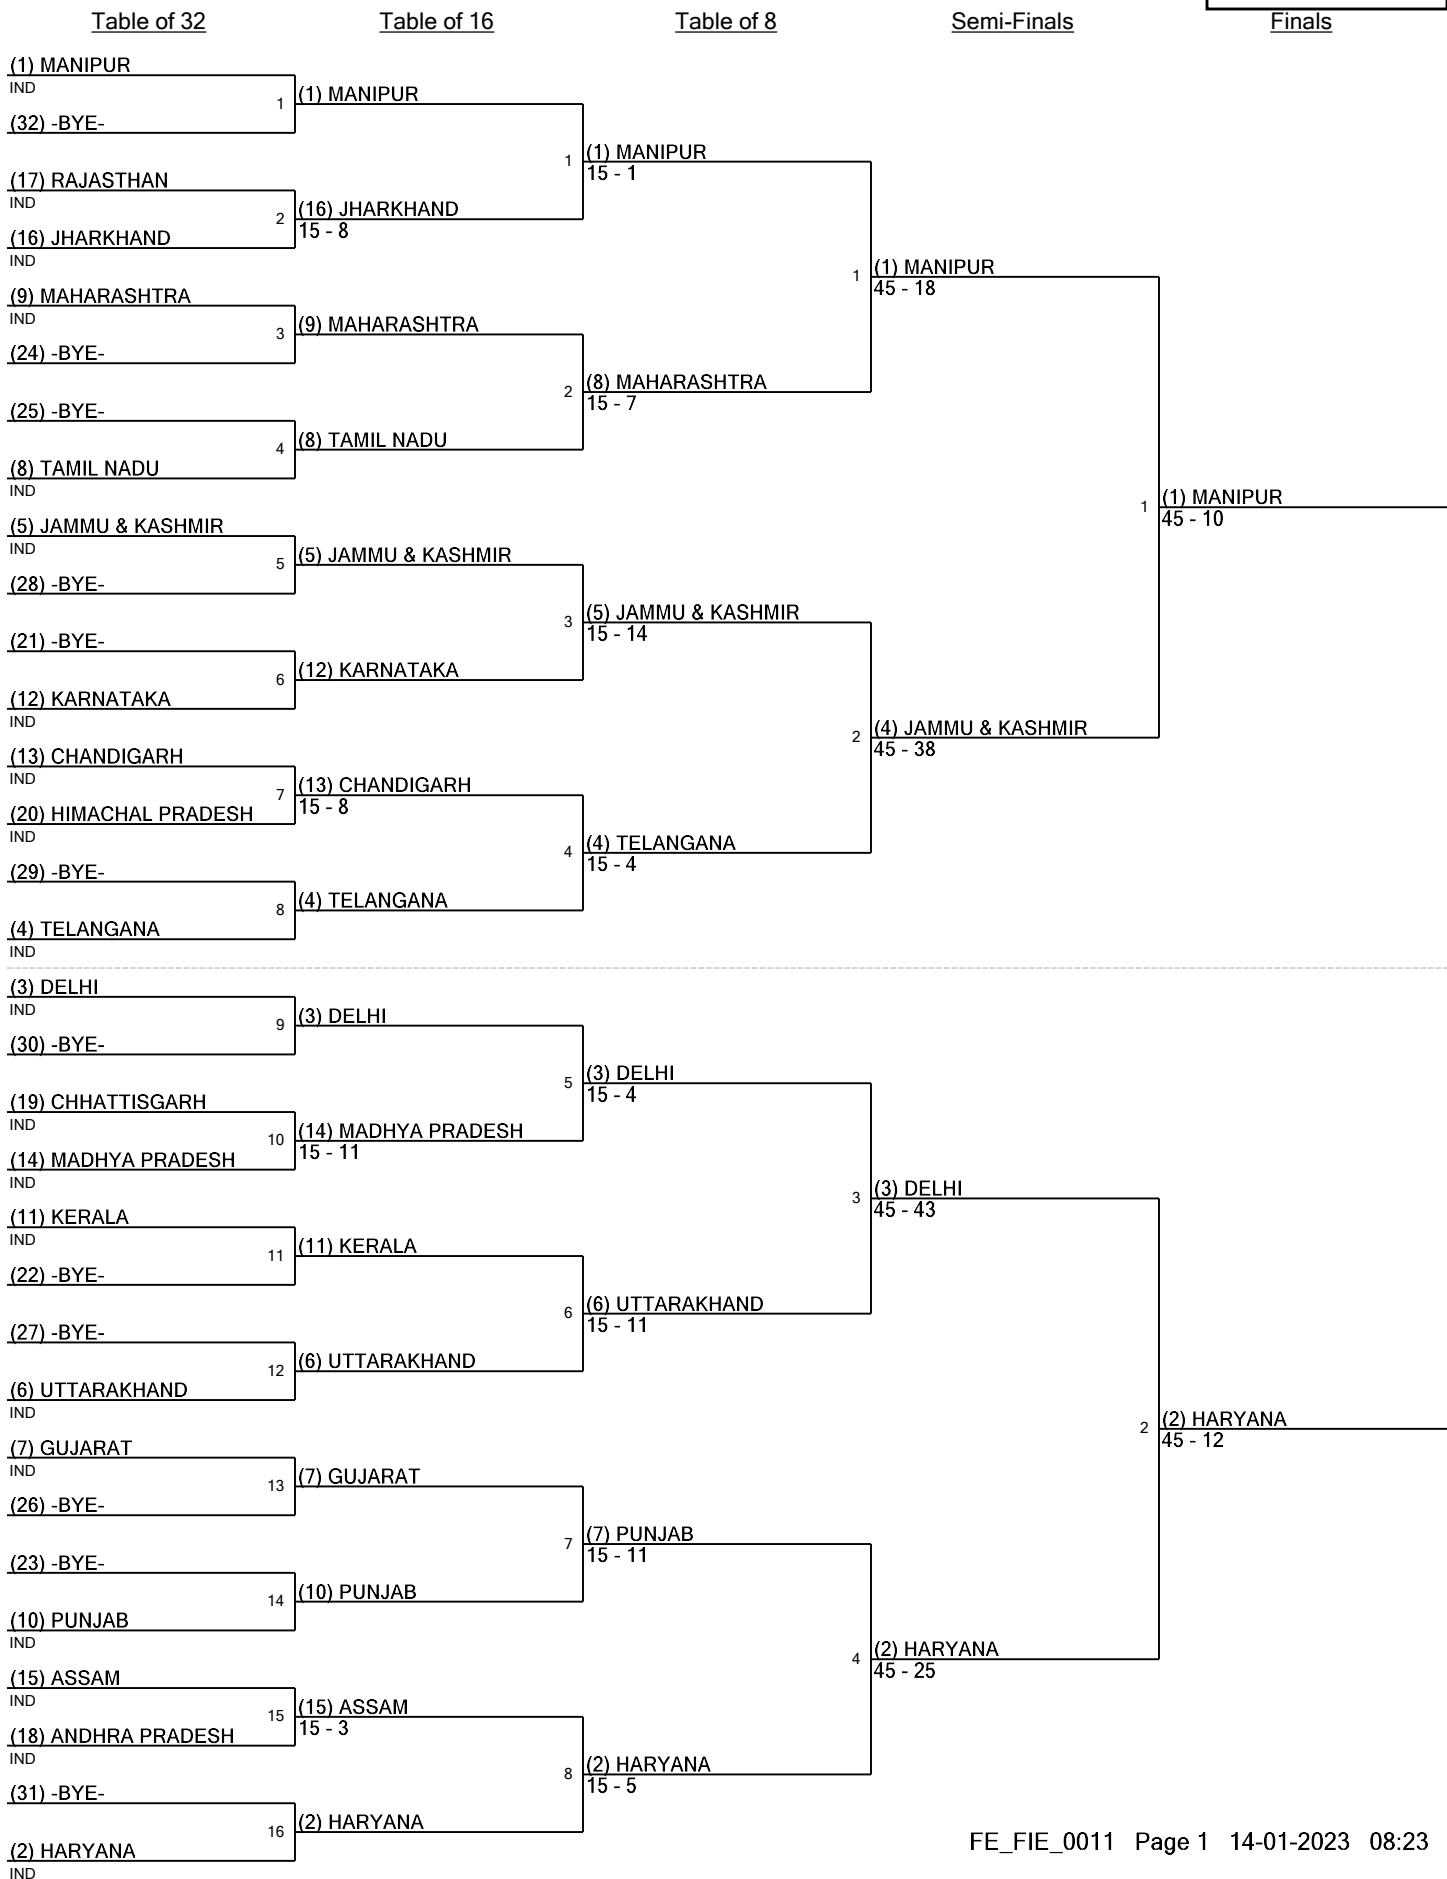 Table of 32
Table of 16
Table of 8
Semi-Finals
Finals
(1) MANIPUR
IND
1
(32) -BYE-
(17) RAJASTHAN
IND
2
(16) JHARKHAND
IND
(9) MAHARASHTRA
IND
3
(24) -BYE-
(25) -BYE-
4
(8) TAMIL NADU
IND
(5) JAMMU & KASHMIR
IND
5
(28) -BYE-
(21) -BYE-
6
(12) KARNATAKA
IND
(13) CHANDIGARH
IND
7
(20) HIMACHAL PRADESH
IND
(29) -BYE-
8
(4) TELANGANA
IND
(3) DELHI
IND
9
(30) -BYE-
(19) CHHATTISGARH
IND
10
(14) MADHYA PRADESH
IND
(11) KERALA
IND
11
(22) -BYE-
(27) -BYE-
12
(6) UTTARAKHAND
IND
(7) GUJARAT
IND
13
(26) -BYE-
(23) -BYE-
14
(10) PUNJAB
IND
(15) ASSAM
IND
15
(18) ANDHRA PRADESH
IND
(31) -BYE-
16
(2) HARYANA
IND
(1) MANIPUR
1
(16) JHARKHAND
15 - 8
(9) MAHARASHTRA
2
(8) TAMIL NADU
(5) JAMMU & KASHMIR
3
(12) KARNATAKA
(13) CHANDIGARH
15 - 8
4
(4) TELANGANA
(3) DELHI
5
(14) MADHYA PRADESH
15 - 11
(11) KERALA
6
(6) UTTARAKHAND
(7) GUJARAT
7
(10) PUNJAB
(15) ASSAM
15 - 3
8
(2) HARYANA
(1) MANIPUR
15 - 1
1
(8) MAHARASHTRA
15 - 7
(5) JAMMU & KASHMIR
15 - 14
2
(4) TELANGANA
15 - 4
(3) DELHI
15 - 4
3
(6) UTTARAKHAND
15 - 11
(7) PUNJAB
15 - 11
4
(2) HARYANA
15 - 5
(1) MANIPUR
45 - 18
1
(4) JAMMU & KASHMIR
45 - 38
(3) DELHI
45 - 43
2
(2) HARYANA
45 - 25
(1) MANIPUR
45 - 10
(2) HARYANA
45 - 12
FE_FIE_0011 Page 1 14-01-2023 08:23